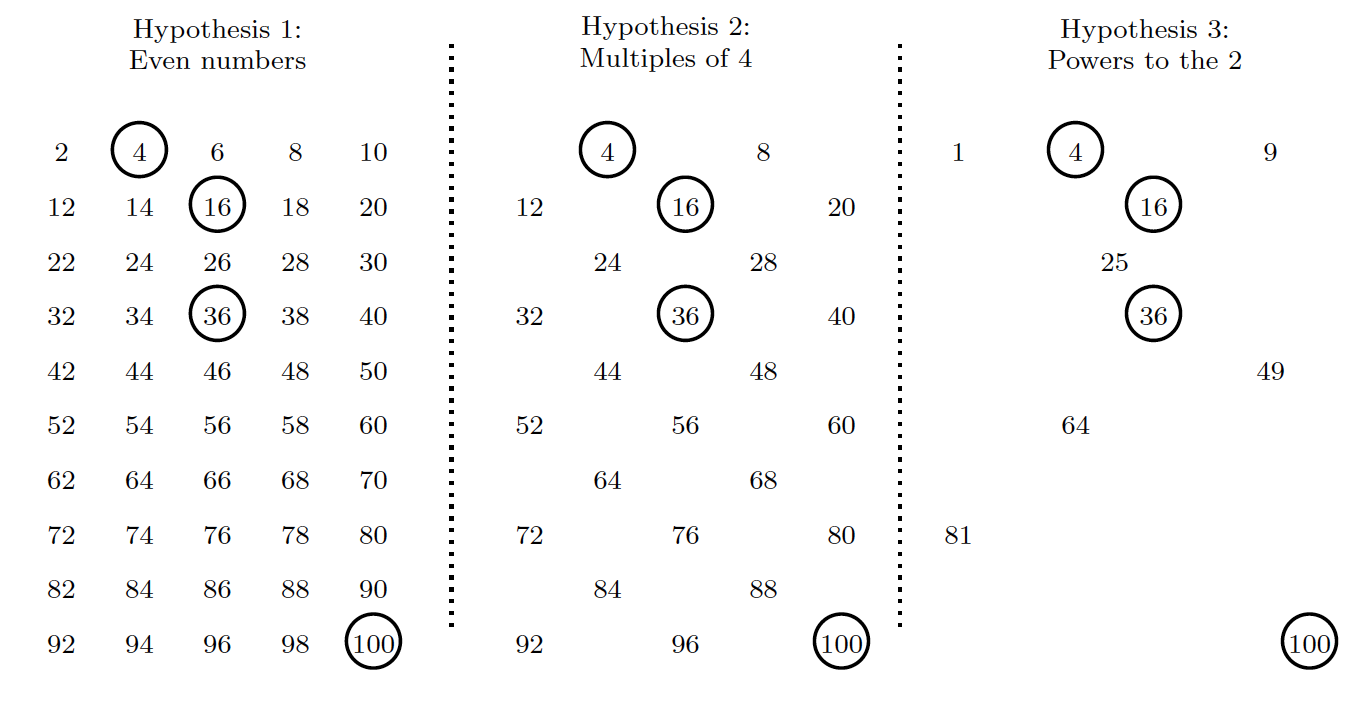 Hypothesis 1:
Even numbers
2 4 6 8 10
12 14 16 18 20
22 24 26 28 30
32 34 36 38 40
42 44 46 48 50
52 54 56 58 60
62 64 66 68 70
72 74 76 78 80
82 84 86 88 90
92 94 96 98 100
Hypothesis 2:
Multiples of 4
4 8
12 16 20
24 28
32 36 40
44 48
52 56 60
64 68
72 76 80
84 88
92 96 100
Hypothesis 3:
Powers to the 2
1 4 9
16
25
36
49
64
81
100